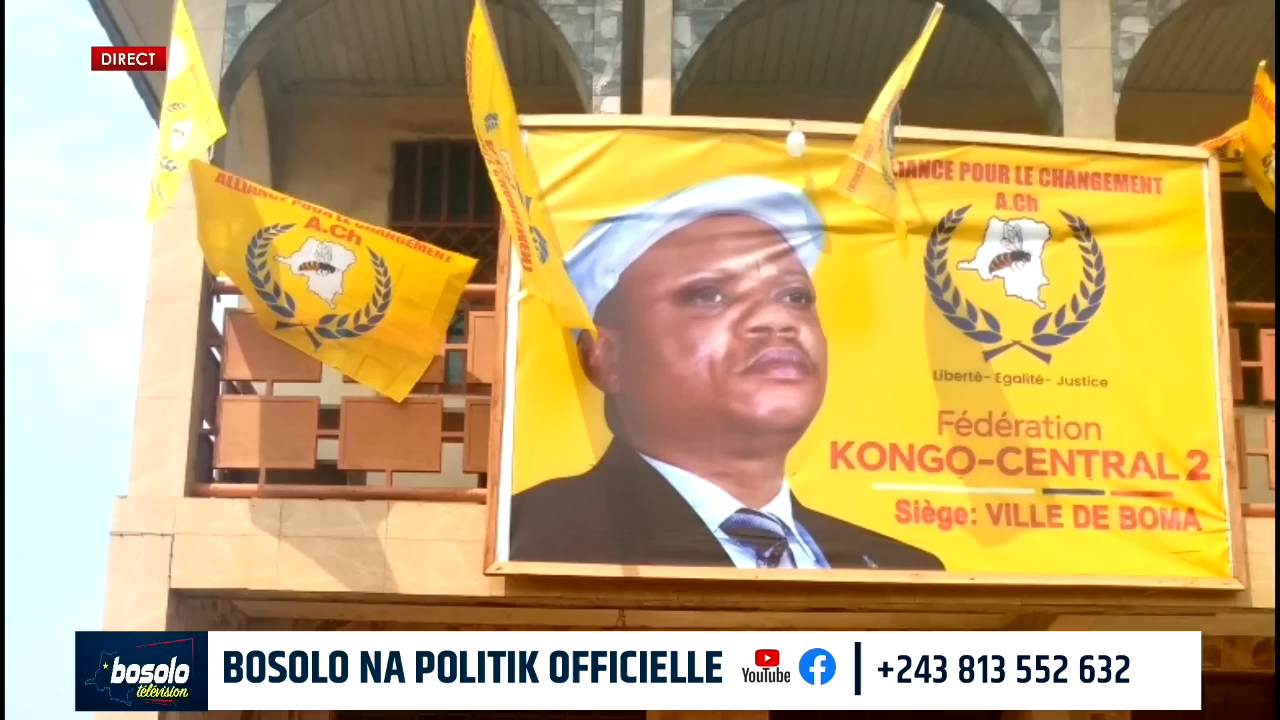 DIRECT
ALLIANCE POUR LE CHANGEMENT
A.Ch
IANCE POUR LE CHANGEMENT
A.Ch
Libertè- Egalité- Justice
Fédération
KONGO-CENTRAL 2
Siège: VILLE DE BOMA
bosolo
télévision
BOSOLO NA POLITIK OFFICIELLE
YouTube
+243 813 552 632